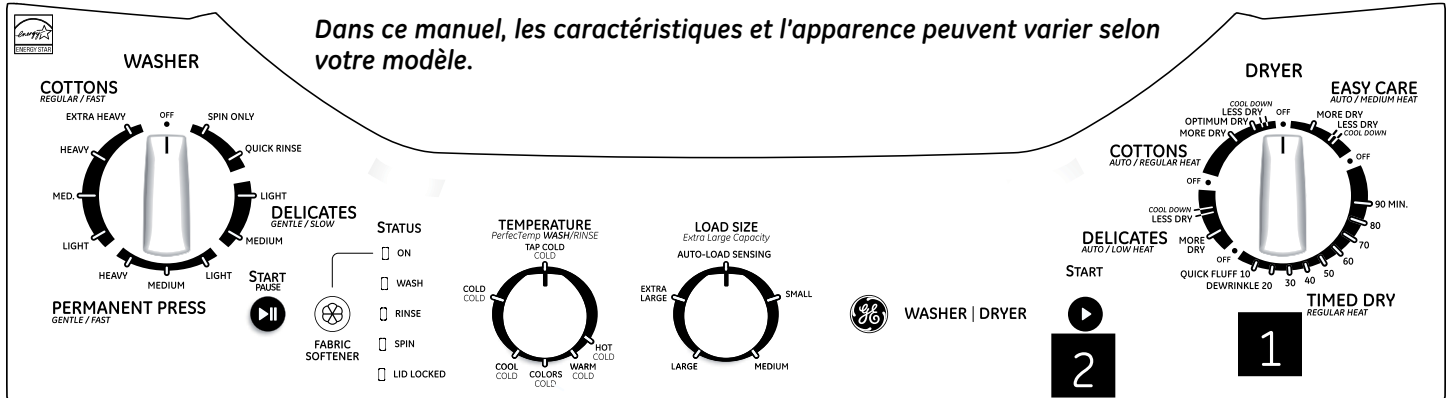 energy
ENERGY STAR
Dans ce manuel, les caractéristiques et l'apparence peuvent varier selon
votre modèle.
WASHER
COTTONS
REGULAR / FAST
EXTRA HEAVY
OFF
SPIN ONLY
HEAVY
QUICK RINSE
MED.
LIGHT
DELICATES
GENTLE / SLOW
LIGHT
MEDIUM
HEAVY
MEDIUM
LIGHT
PERMANENT PRESS
GENTLE / FAST
START
PAUSE
FABRIC
SOFTENER
STATUS
ON
WASH
RINSE
SPIN
LID LOCKED
TEMPERATURE
PerfecTemp WASH/RINSE
TAP COLD
COLD
COLD
COLD
HOT
COLD
COOL
COLD
COLORS
COLD
WARM
COLD
LOAD SIZE
Extra Large Capacity
AUTO-LOAD SENSING
EXTRA
LARGE
SMALL
LARGE
MEDIUM
GE
WASHER | DRYER
START
2
DRYER
EASY CARE
AUTO / MEDIUM HEAT
COOL DOWN
LESS DRY
OPTIMUM DRY
MORE DRY
OFF
MORE DRY
LESS DRY
COOL DOWN
OFF
COTTONS
AUTO / REGULAR HEAT
OFF
COOL DOWN
LESS DRY
DELICATES
AUTO / LOW HEAT
MORE
DRY
OFF
90 MIN.
80
70
60
50
40
30
QUICK FLUFF 10
DEWRINKLE 20
TIMED DRY
REGULAR HEAT
1